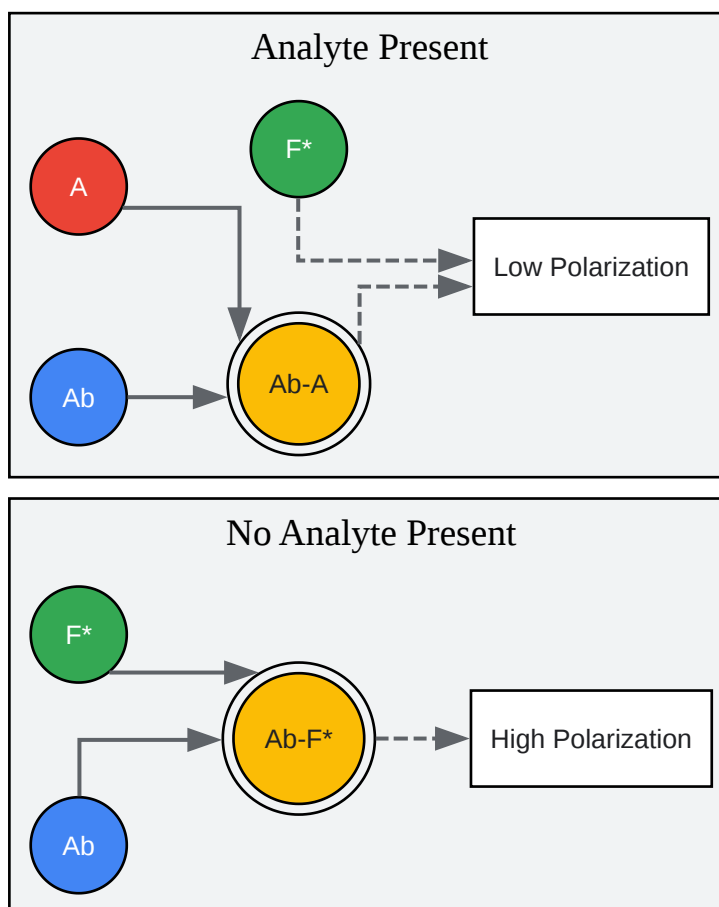 Analyte Present
F*
A
Low Polarization
Ab-A
Ab
No Analyte Present
F*
Ab-F*
High Polarization
Ab